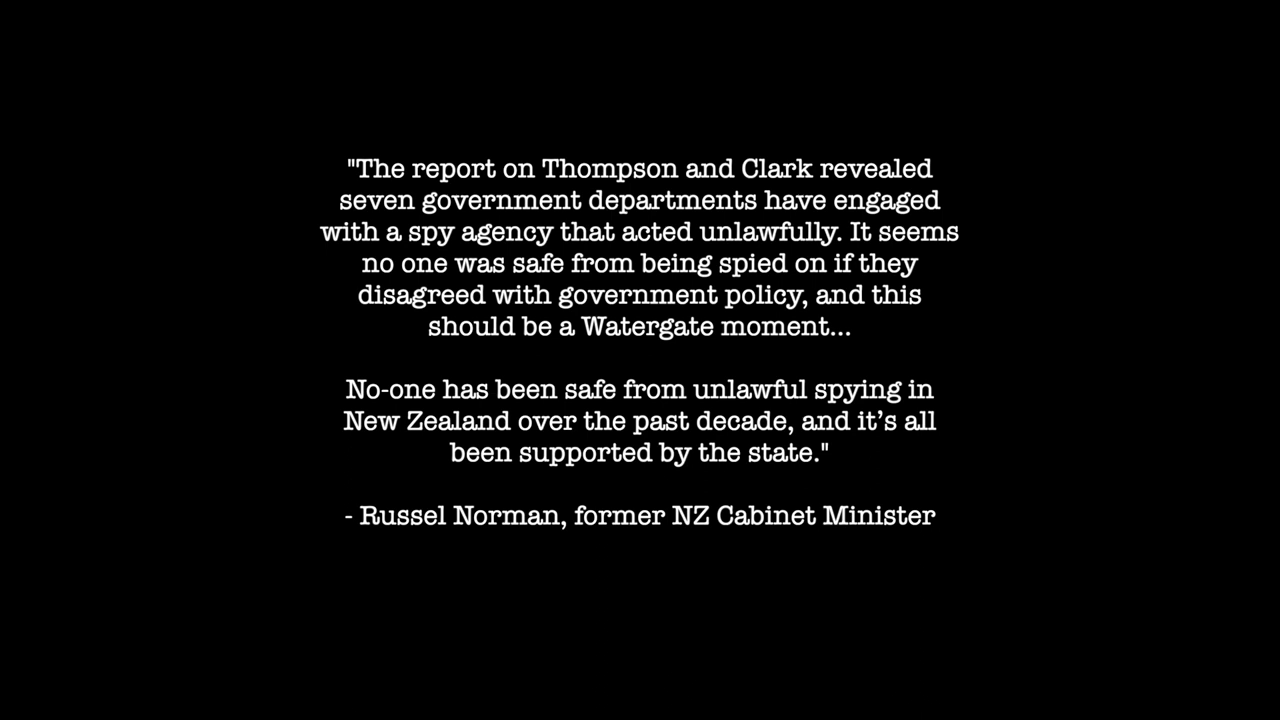 "The report on Thompson and Clark revealed
seven government departments have engaged
with a spy agency that acted unlawfully. It seems
no one was safe from being spied on if they
disagreed with government policy, and this
should be a Watergate moment...
No-one has been safe from unlawful spying in
New Zealand over the past decade, and it’s all
been supported by the state."
- Russel Norman, former NZ Cabinet Minister